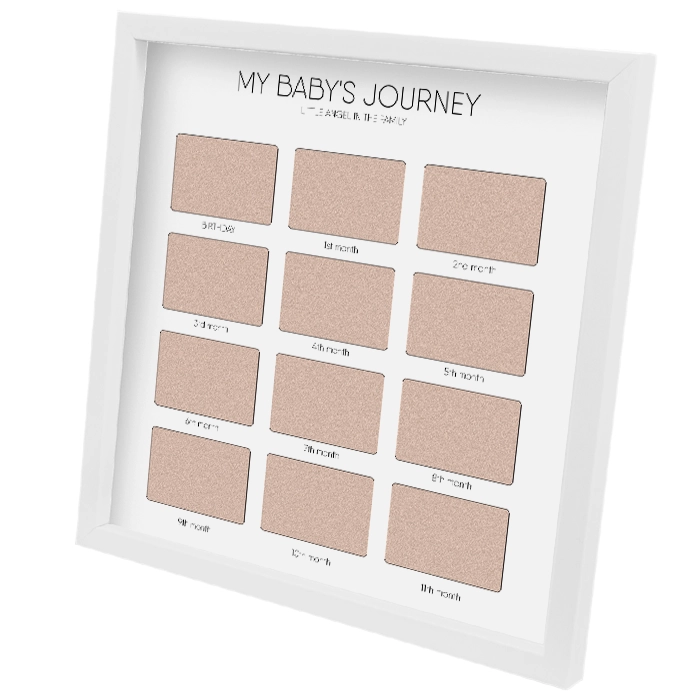 MY BABY'S JOURNEY
LITTLE ANGEL IN THE FAMILY
BIRTHDAY
1st month
2nd month
3rd month
4th month
5th month
6th month
7th month
8th month
9th month
10th month
11th month